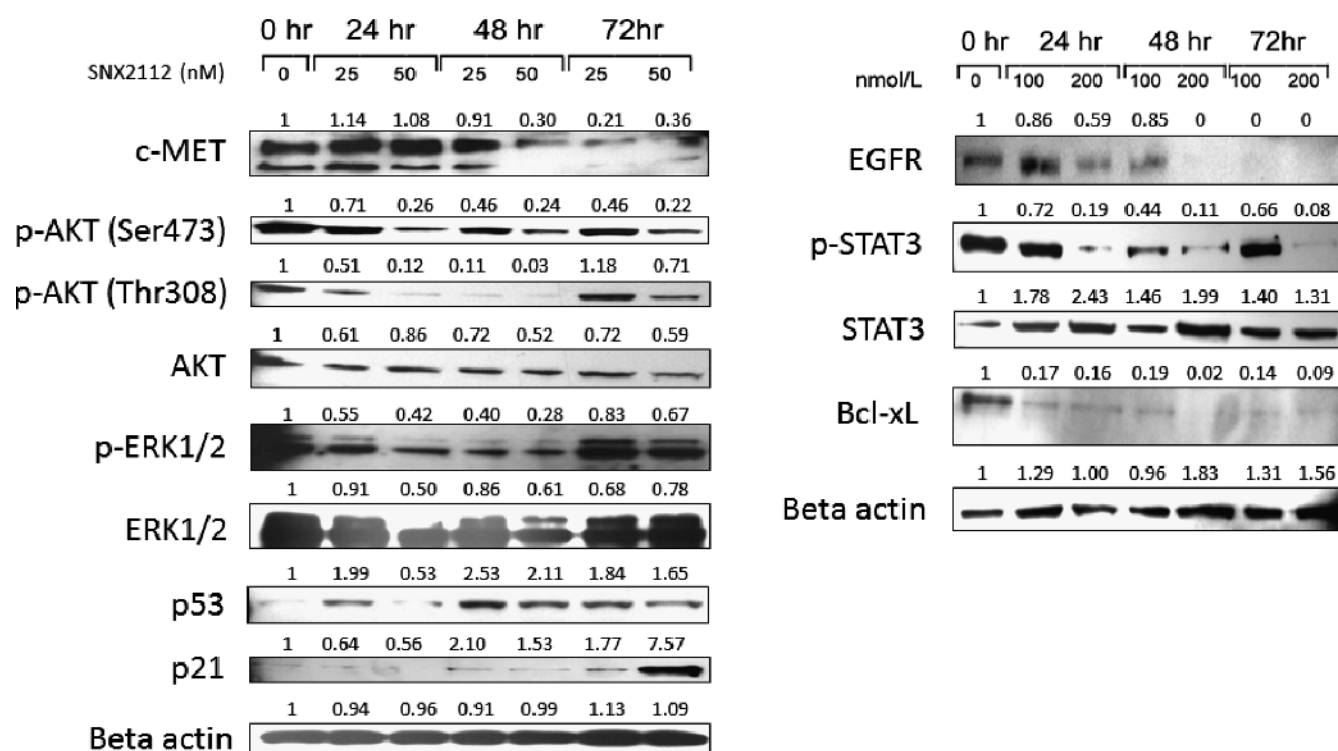 0 hr 24 hr 48 hr 72hr
SNX2112 (nM) 0 25 50 25 50 25 50
1 1.14 1.08 0.91 0.30 0.21 0.36
c-MET
1 0.71 0.26 0.46 0.24 0.46 0.22
p-AKT (Ser473)
1 0.51 0.12 0.11 0.03 1.18 0.71
p-AKT (Thr308)
1 0.61 0.86 0.72 0.52 0.72 0.59
AKT
1 0.55 0.42 0.40 0.28 0.83 0.67
p-ERK1/2
1 0.91 0.50 0.86 0.61 0.68 0.78
ERK1/2
1 1.99 0.53 2.53 2.11 1.84 1.65
p53
1 0.64 0.56 2.10 1.53 1.77 7.57
p21
1 0.94 0.96 0.91 0.99 1.13 1.09
Beta actin
0 hr 24 hr 48 hr 72hr
nmol/L 0 100 200 100 200 100 200
1 0.86 0.59 0.85 0 0 0
EGFR
1 0.72 0.19 0.44 0.11 0.66 0.08
p-STAT3
1 1.78 2.43 1.46 1.99 1.40 1.31
STAT3
1 0.17 0.16 0.19 0.02 0.14 0.09
Bcl-xL
1 1.29 1.00 0.96 1.83 1.31 1.56
Beta actin